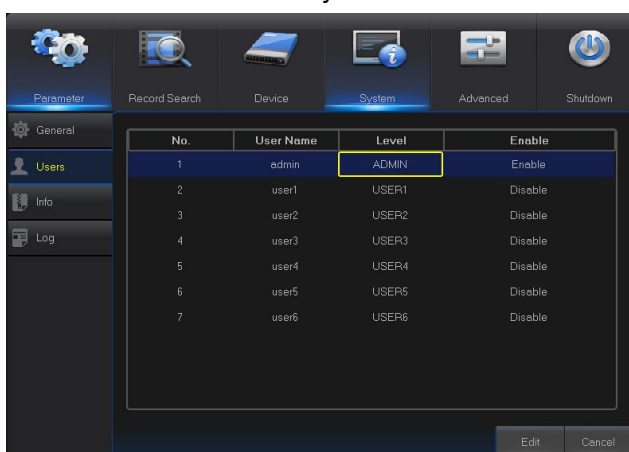 Parameter Record Search Device System Advanced Shutdown
General
Users
Info
Log
No. User Name Level Enable
1 admin ADMIN Enable
2 user1 USER1 Disable
3 user2 USER2 Disable
4 user3 USER3 Disable
5 user4 USER4 Disable
6 user5 USER5 Disable
7 user6 USER6 Disable
Edit Cancel